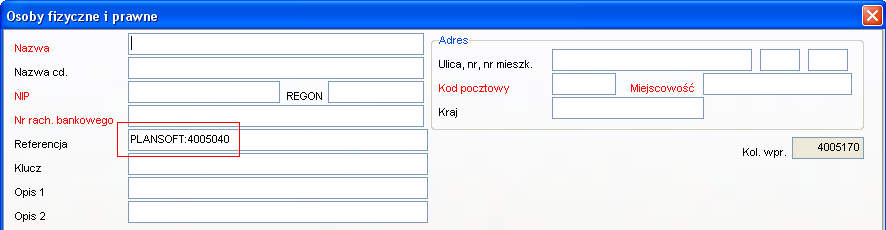 Osoby fizyczne i prawne
Nazwa
Nazwa cd.
NIP
REGON
Nr rach. bankowego
Referencja
PLANSOFT:4005040
Klucz
Opis 1
Opis 2
Adres
Ulica, nr, nr mieszk.
Kod pocztowy
Miejscowość
Kraj
Kol. wpr.
4005170